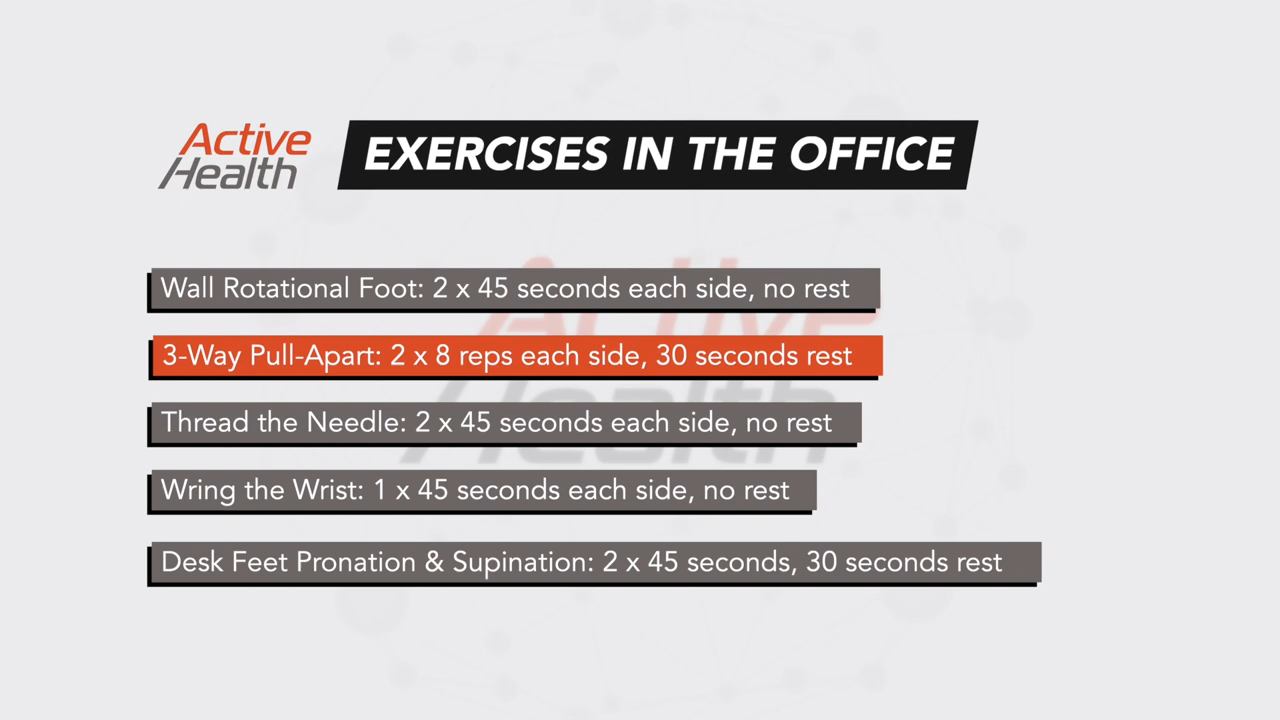 Active
Health
EXERCISES IN THE OFFICE
Wall Rotational Foot: 2 x 45 seconds each side, no rest
3-Way Pull-Apart: 2 x 8 reps each side, 30 seconds rest
Thread the Needle: 2 x 45 seconds each side, no rest
Wring the Wrist: 1 x 45 seconds each side, no rest
Desk Feet Pronation & Supination: 2 x 45 seconds, 30 seconds rest
Active
Health